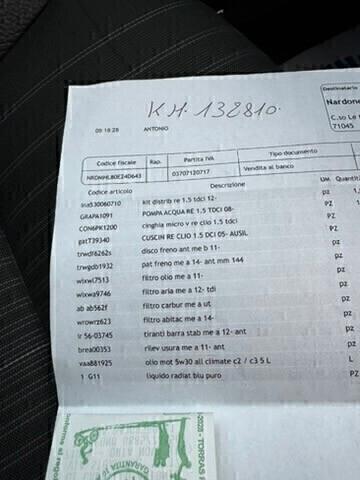 KM. 132810.
Destinatario
Nardone
C.so Le
71045
09:18:28 ANTONIO
Codice fiscale Rap. Partita IVA Tipo documento
NRDNHL80E24D643 03707120717 Vendita al banco
Codice articolo Descrizione UM Quantità
ina530060710 kit distrib re 1.5 tdci 12- pz
GRAPA1091 POMPA ACQUA RE 1.5 TDCI 08- PZ
CON6PK1200 cinghia micro v re clio 1.5 tdci PZ
patT39340 CUSCIN RE CLIO 1.5 DCI 05- AUSIL PZ
trwdf6262s disco freno ant me b 11- pz
trwgdb1932 pat freno me a 14- ant mm 144 pz
wixwl7513 filtro olio me a 11- pz
wixwa9746 filtro aria me a 12- tdi pz
ab ab562f filtro carbur me a ut pz
wrowrz623 filtro abitac me a 14- pz
ir 56-03745 tiranti barra stab me a 12- ant pz
brea00353 rilev usura me a 11- ant pz
vaa881925 olio mot 5w30 all climate c2 / c3 5 L L
1 G11 liquido radiat blu puro PZ
GARANTITA